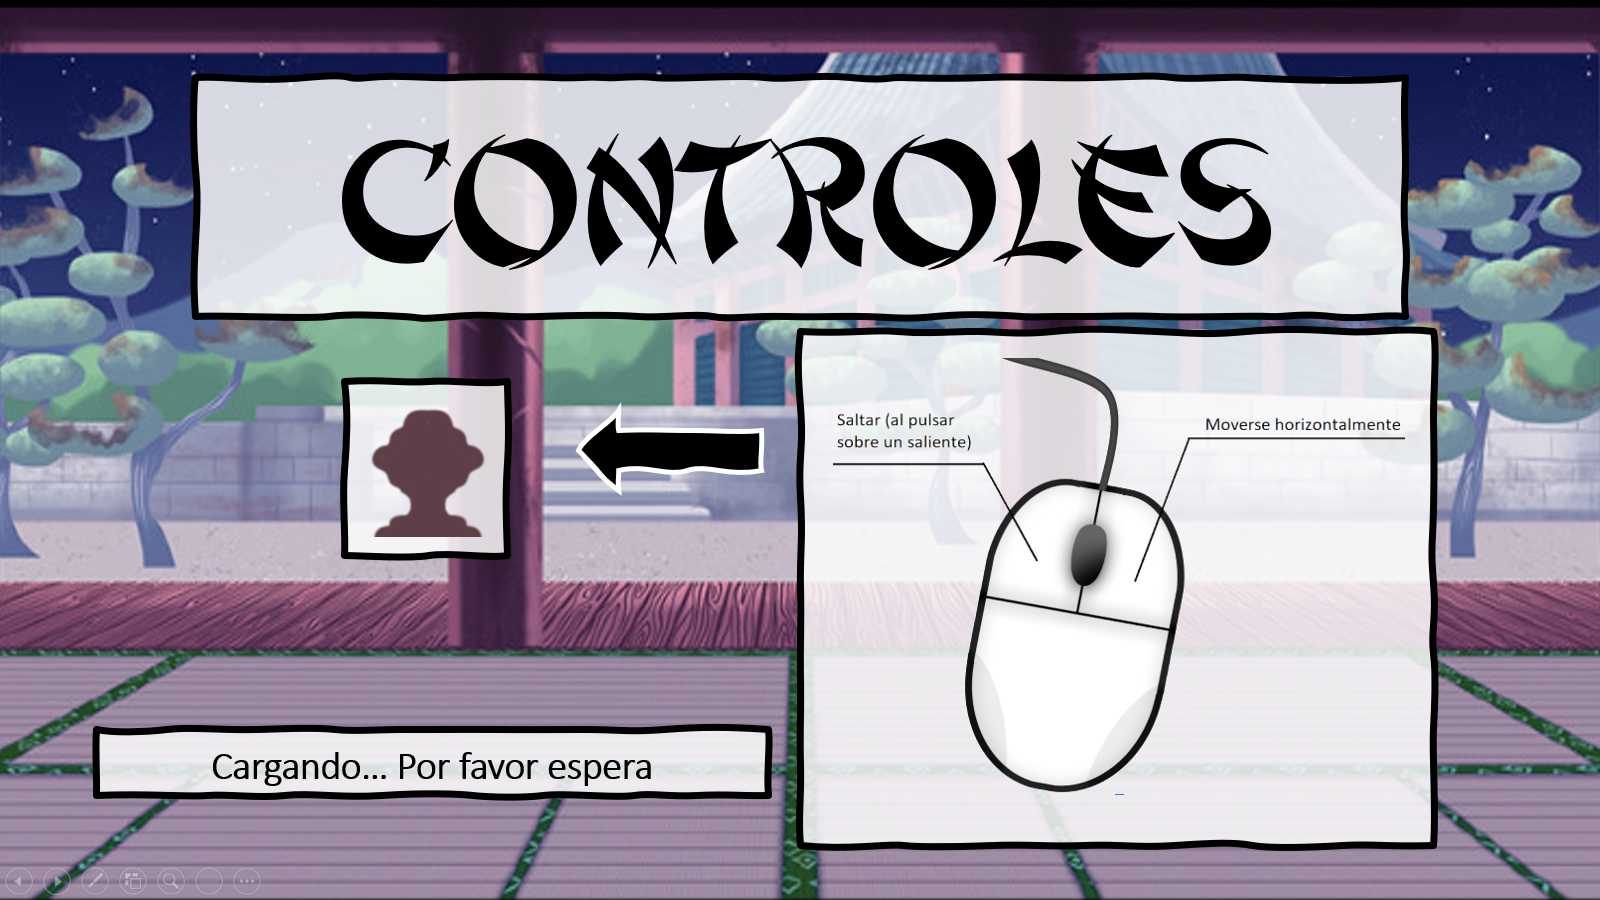 CONTROLES
Saltar (al pulsar
sobre un saliente)
Moverse horizontalmente
Cargando... Por favor espera